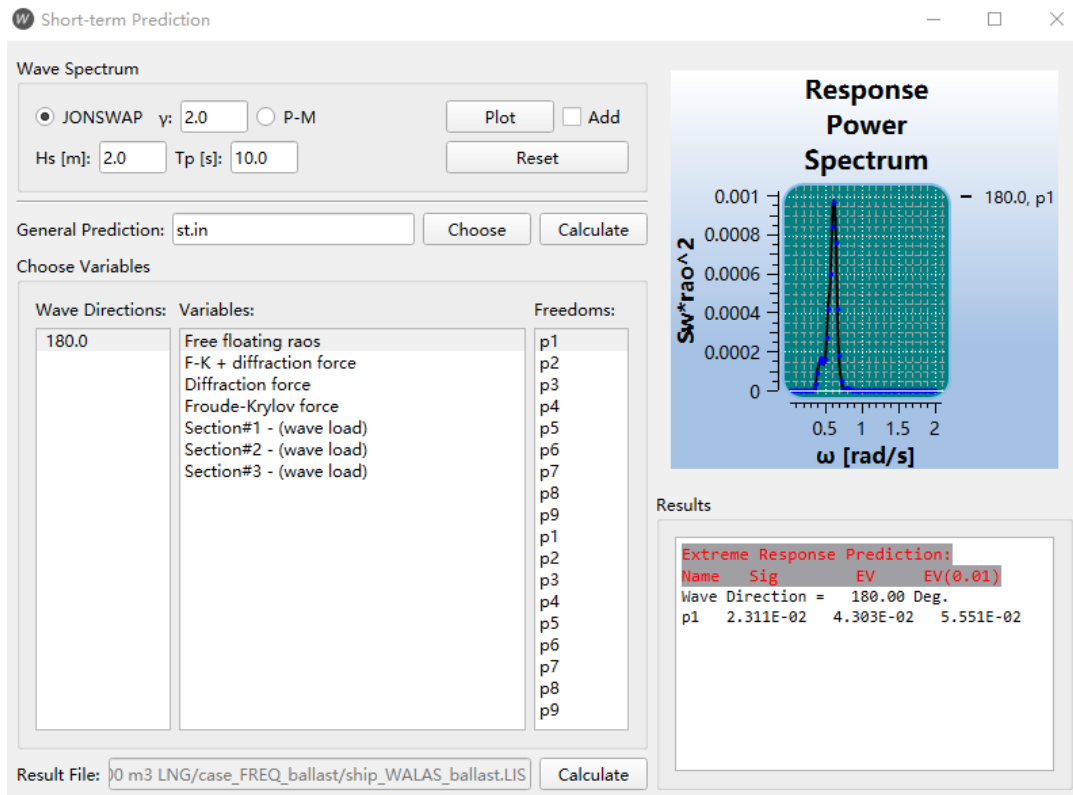 Short-term Prediction
Wave Spectrum
JONSWAP γ: 2.0 P-M Plot Add
Hs [m]: 2.0 Tp [s]: 10.0 Reset
General Prediction: st.in Choose Calculate
Choose Variables
Wave Directions: Variables: Freedoms:
180.0 Free floating raos p1
F-K + diffraction force p2
Diffraction force p3
Froude-Krylov force p4
Section#1 - (wave load) p5
Section#2 - (wave load) p6
Section#3 - (wave load) p7
p8
p9
p1
p2
p3
p4
p5
p6
p7
p8
p9
Result File: 00 m3 LNG/case_FREQ_ballast/ship_WALAS_ballast.LIS Calculate
Response
Power
Spectrum
0.001
0.0008
0.0006
0.0004
0.0002
0
Sw*rao^2
180.0, p1
0.5 1 1.5 2
ω [rad/s]
Results
Extreme Response Prediction:
Name Sig EV EV(0.01)
Wave Direction = 180.00 Deg.
p1 2.311E-02 4.303E-02 5.551E-02